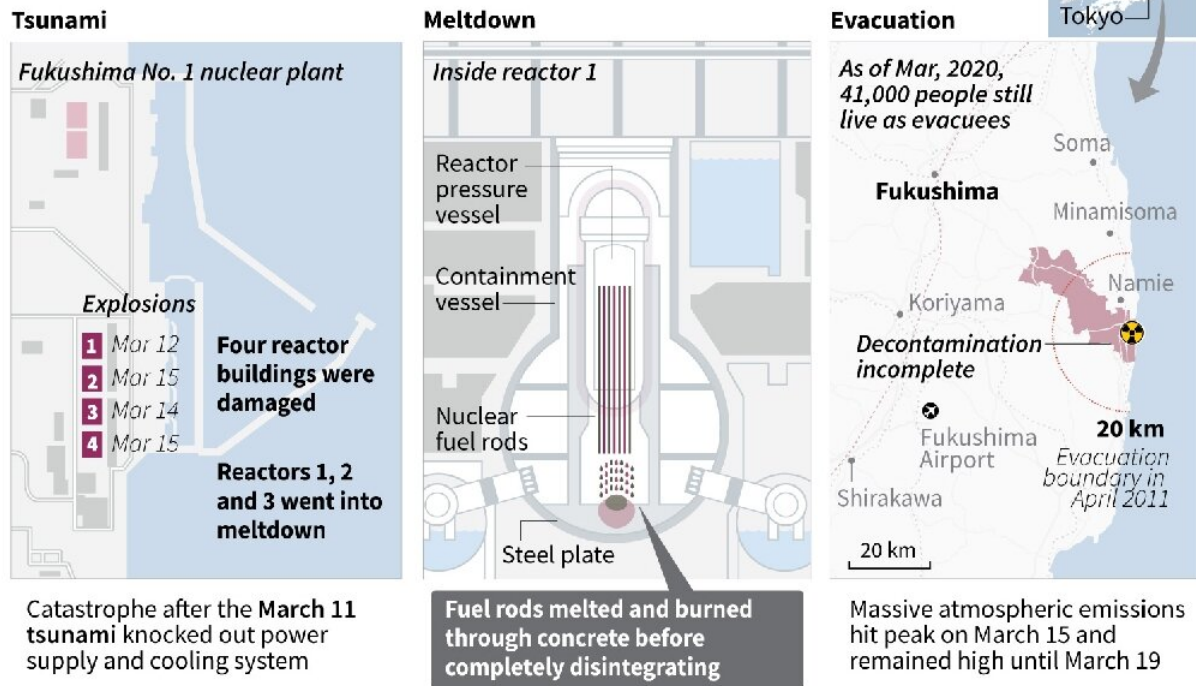 Tsunami
Fukushima No. 1 nuclear plant
Explosions
1 Mar 12
2 Mar 15
3 Mar 14
4 Mar 15
Four reactor
buildings were
damaged
Reactors 1, 2
and 3 went into
meltdown
Catastrophe after the March 11
tsunami knocked out power
supply and cooling system
Meltdown
Inside reactor 1
Reactor
pressure
vessel
Containment
vessel
Nuclear
fuel rods
Steel plate
Fuel rods melted and burned
through concrete before
completely disintegrating
Evacuation
Tokyo
As of Mar, 2020,
41,000 people still
live as evacuees
Soma
Fukushima
Minamisoma
Namie
Koriyama
Decontamination
incomplete
Fukushima
Airport
20 km
Evacuation
boundary in
April 2011
Shirakawa
20 km
Massive atmospheric emissions
hit peak on March 15 and
remained high until March 19